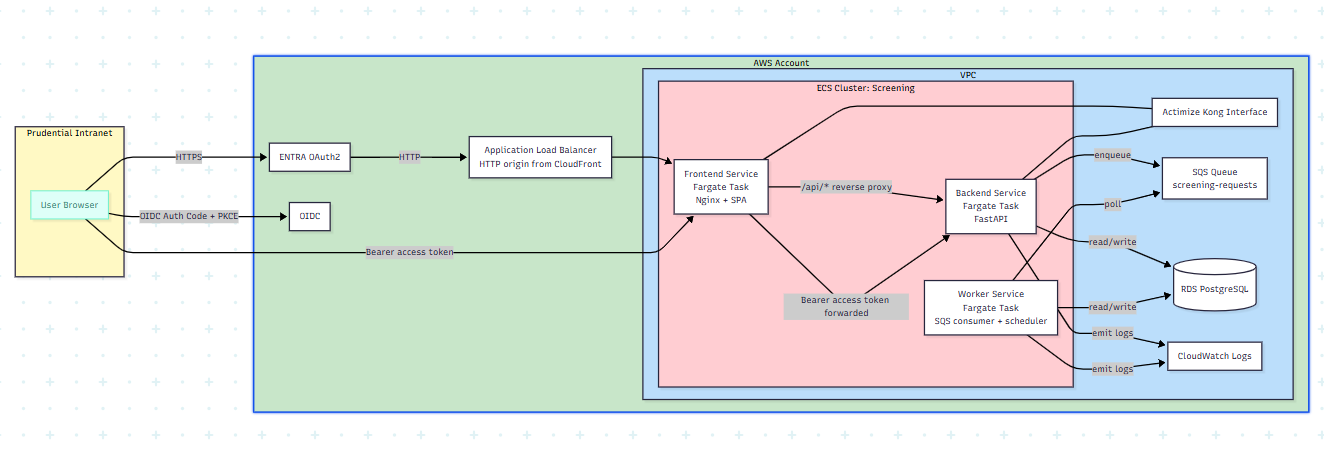 AWS Account
VPC
ECS Cluster: Screening
Prudential Intranet
User Browser
HTTPS
OIDC Auth Code + PKCE
Bearer access token
ENTRA OAuth2
OIDC
HTTP
Application Load Balancer
HTTP origin from CloudFront
Frontend Service
Fargate Task
Nginx + SPA
/api/* reverse proxy
Bearer access token
forwarded
Backend Service
Fargate Task
FastAPI
Worker Service
Fargate Task
SQS consumer + scheduler
Actimize Kong Interface
enqueue
SQS Queue
screening-requests
poll
read/write
RDS PostgreSQL
read/write
emit logs
CloudWatch Logs
emit logs